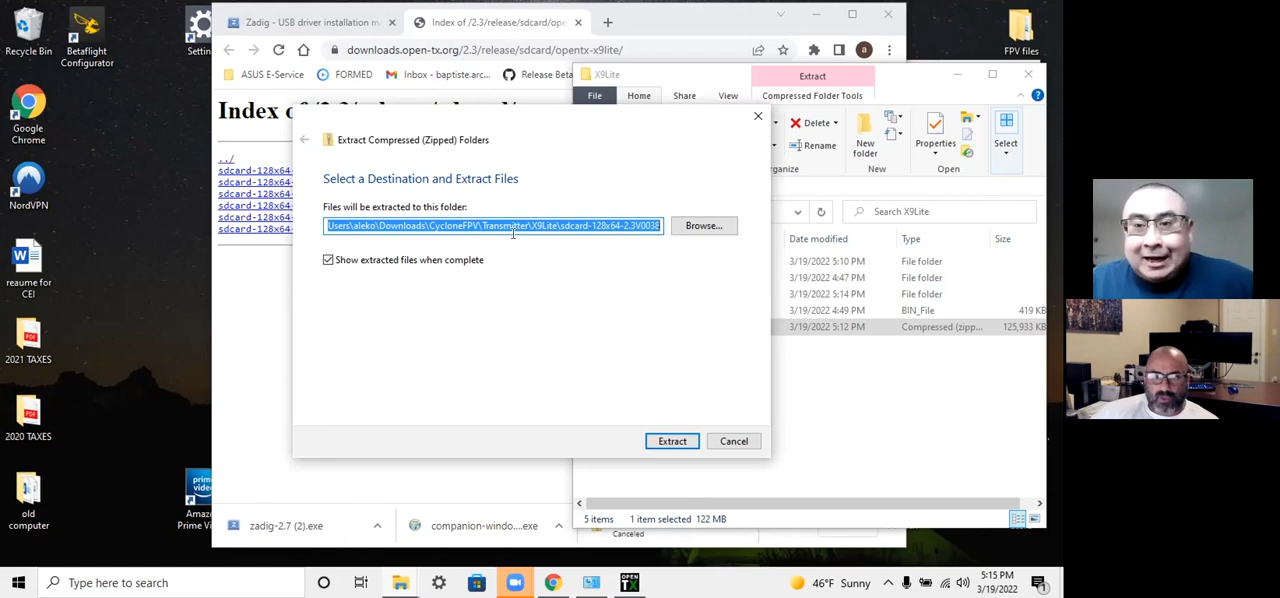 Recycle Bin
Betaflight
Configurator
Google
Chrome
NordVPN
reaume for
CEI
2021 TAXES
2020 TAXES
old
computer
Settin
prime
video
Amaz
Prime Vi
FPV files
Zadig - USB driver installation m
Index of /2.3/release/sdcard/ope
downloads.open-tx.org/2.3/release/sdcard/opentx-x9lite/
a
ASUS E-Service
FORMED
Inbox - baptiste.arc...
Release Beta
Index o
../
sdcard-128x64-
sdcard-128x64-
sdcard-128x64-
sdcard-128x64-
sdcard-128x64-
sdcard-128x64-
X9Lite
Extract
File
Home
Share
View
Compressed Folder Tools
Delete
Rename
New
folder
Properties
Select
rganize
New
Open
Search X9Lite
Date modified
Type
Size
3/19/2022 5:10 PM
File folder
3/19/2022 4:47 PM
File folder
3/19/2022 5:14 PM
File folder
3/19/2022 4:49 PM
BIN_File
419 KB
3/19/2022 5:12 PM
Compressed (zipp...
125,933 KB
5 items
1 item selected 122 MB
Extract Compressed (Zipped) Folders
Select a Destination and Extract Files
Files will be extracted to this folder:
Users\aleko\Downloads\CycloneFPV\Transmitter\X9Lite\sdcard-128x64-2.3V0038
Browse...
Show extracted files when complete
Extract
Cancel
zadig-2.7 (2).exe
companion-windo....exe
Canceled
Type here to search
OPEN
TX
46°F Sunny
5:15 PM
3/19/2022
1